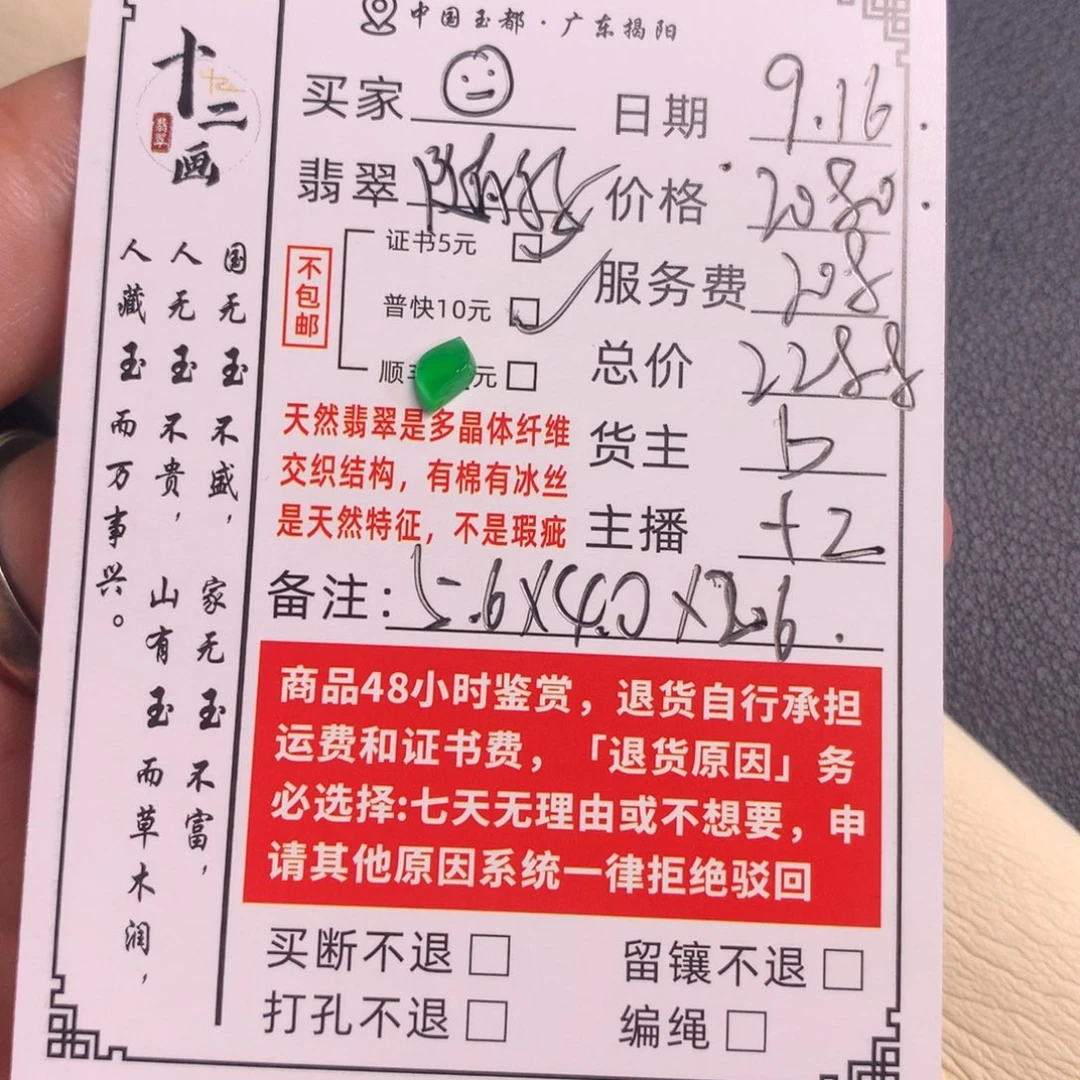 中国玉都·广东揭阳
十二画
翡翠
国无玉不盛，家无玉不富，
人无玉不贵，山有玉而草木润，
人藏玉而万事兴。
买家
日期 9.16
翡翠
价格 2080
不包邮
证书5元
普快10元
元
服务费 208
总价 2288
货主
主播 十2
天然翡翠是多晶体纤维
交织结构，有棉有冰丝
是天然特征，不是瑕疵
备注：5.6×4.0×2.6.
商品48小时鉴赏，退货自行承担
运费和证书费，「退货原因」务
必选择:七天无理由或不想要，申
请其他原因系统一律拒绝驳回
买断不退
留镶不退
打孔不退
编绳